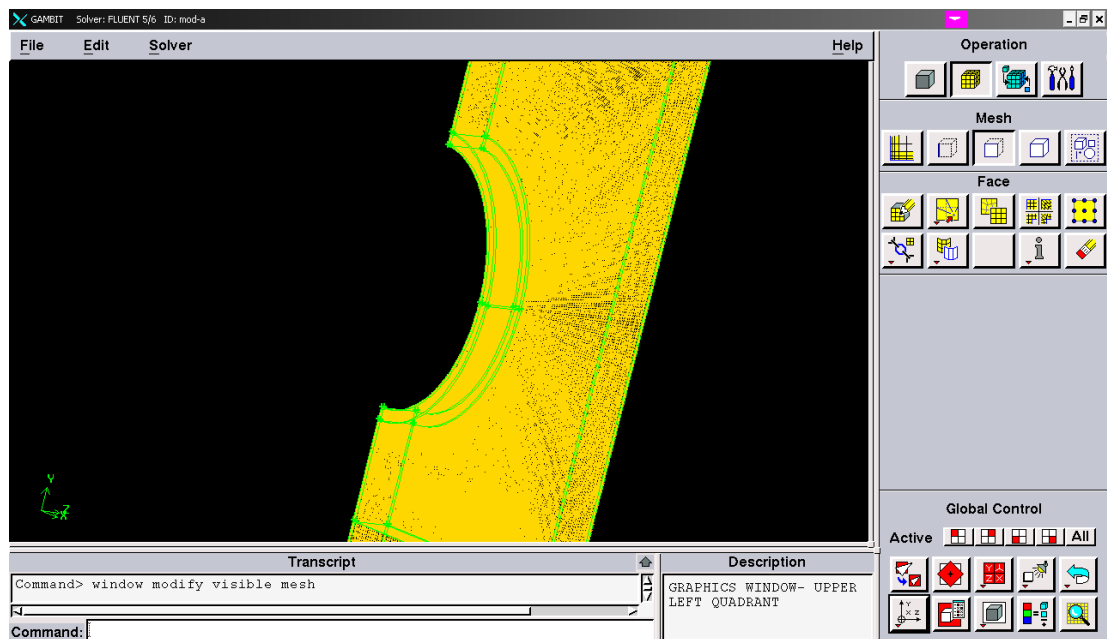 GAMBIT Solver: FLUENT 5/6 ID: mod-a
File Edit Solver Help
Operation
Mesh
Face
Y
Z
X
Global Control
Active All
Transcript
Command> window modify visible mesh
Description
GRAPHICS WINDOW- UPPER
LEFT QUADRANT
Command: